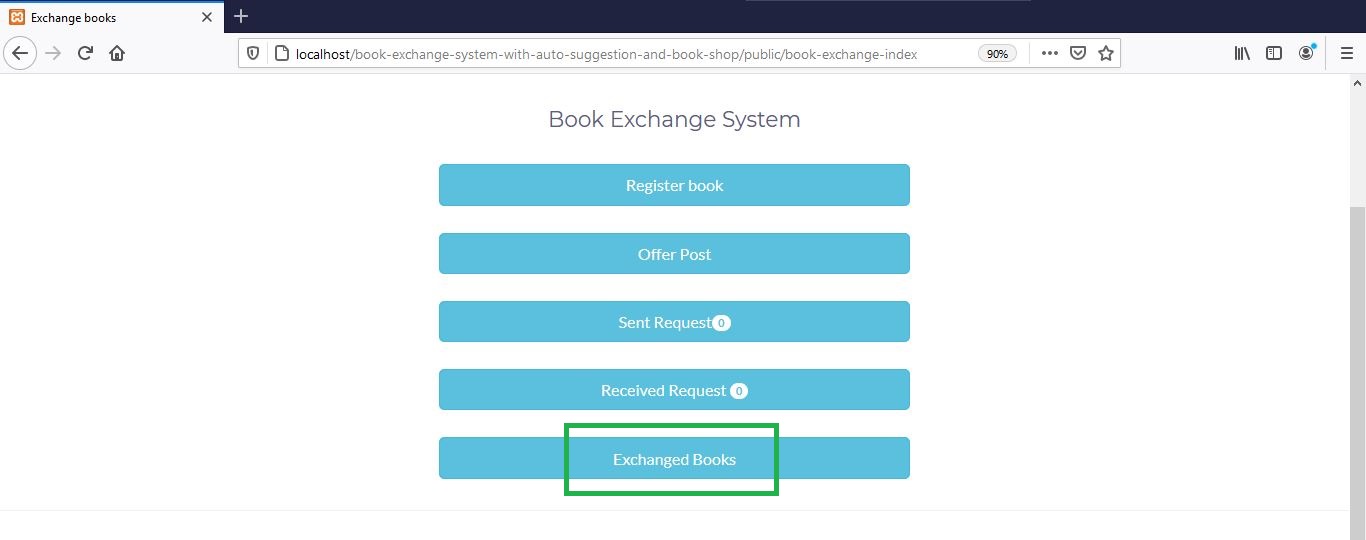 Exchange books
localhost/book-exchange-system-with-auto-suggestion-and-book-shop/public/book-exchange-index
90%
Book Exchange System
Register book
Offer Post
Sent Request 0
Received Request 0
Exchanged Books